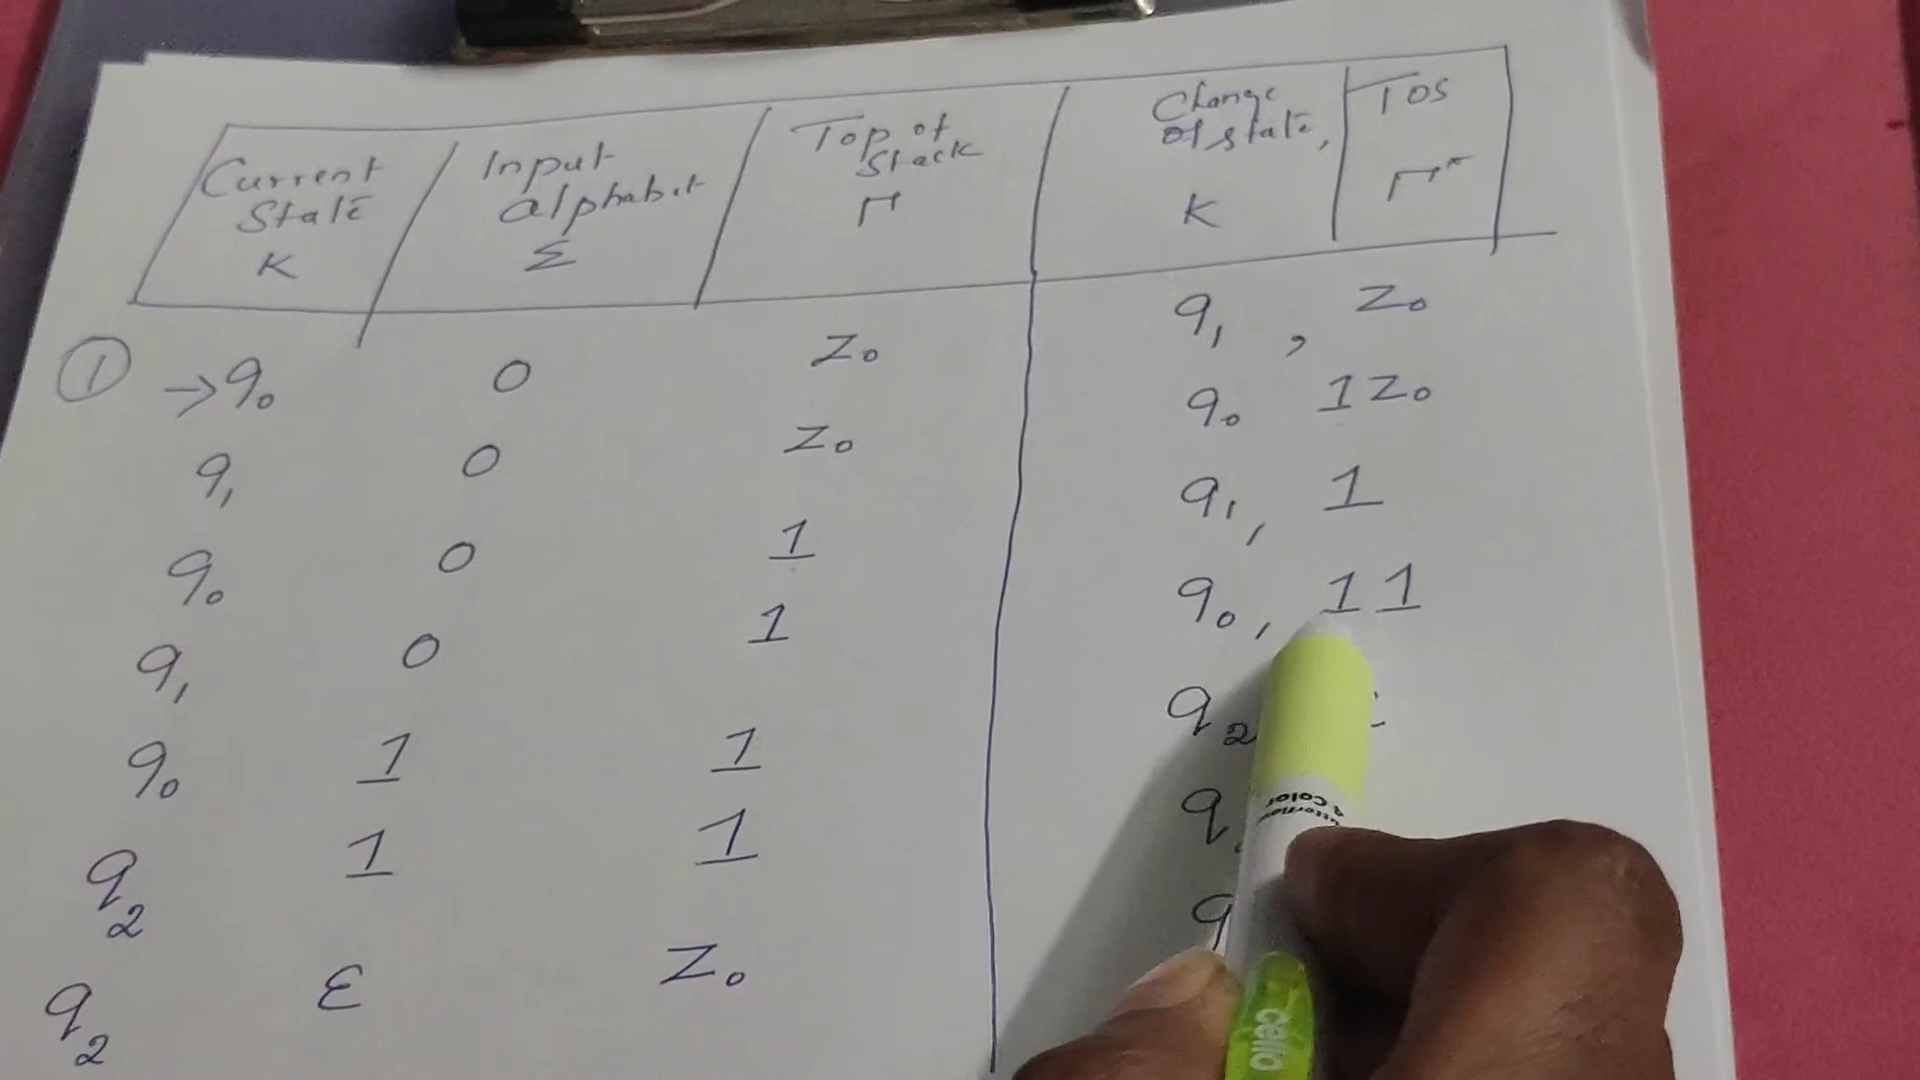 Current State K | Input alphabet Σ | Top of Stack Γ | Change of state, K | TOS Γ*
① →q₀ 0 Z₀ q₁, Z₀
q₁ 0 Z₀ q₀ 1Z₀
q₀ 0 1 q₁, 1
q₁ 0 1 q₀, 11
q₀ 1 1 q₂
q₂ 1 1 q
q₂ ε Z₀ q
& Color
cello